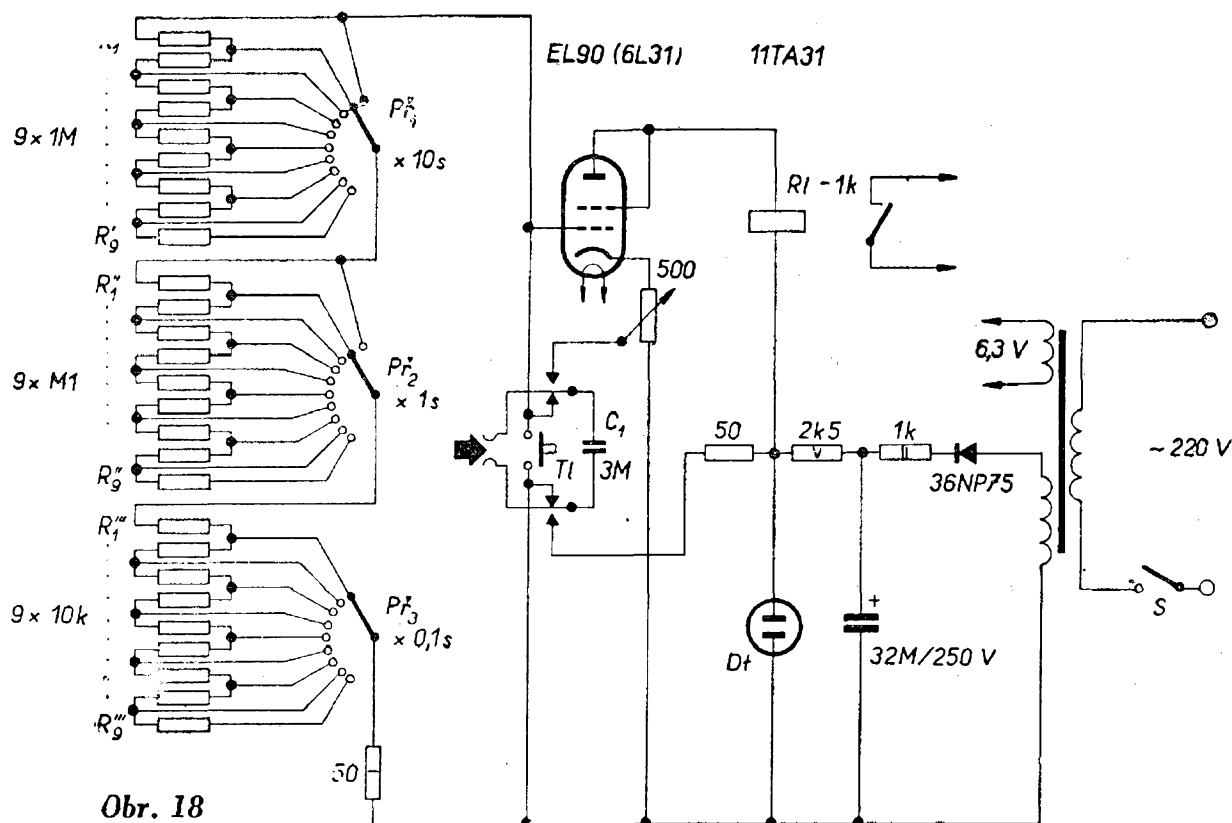 EL90 (6L31)
11TA31
9 × 1M
R'9
Př1
× 10s
Rl - 1k
500
R''1
9 × M1
R''9
Př2
× 1s
C1
3M
Tl
50
2k5
1k
36NP75
6,3 V
~ 220 V
S
R'''1
9 × 10k
R'''9
Př3
× 0,1s
Dt
+
32M/250 V
50
Obr. 18